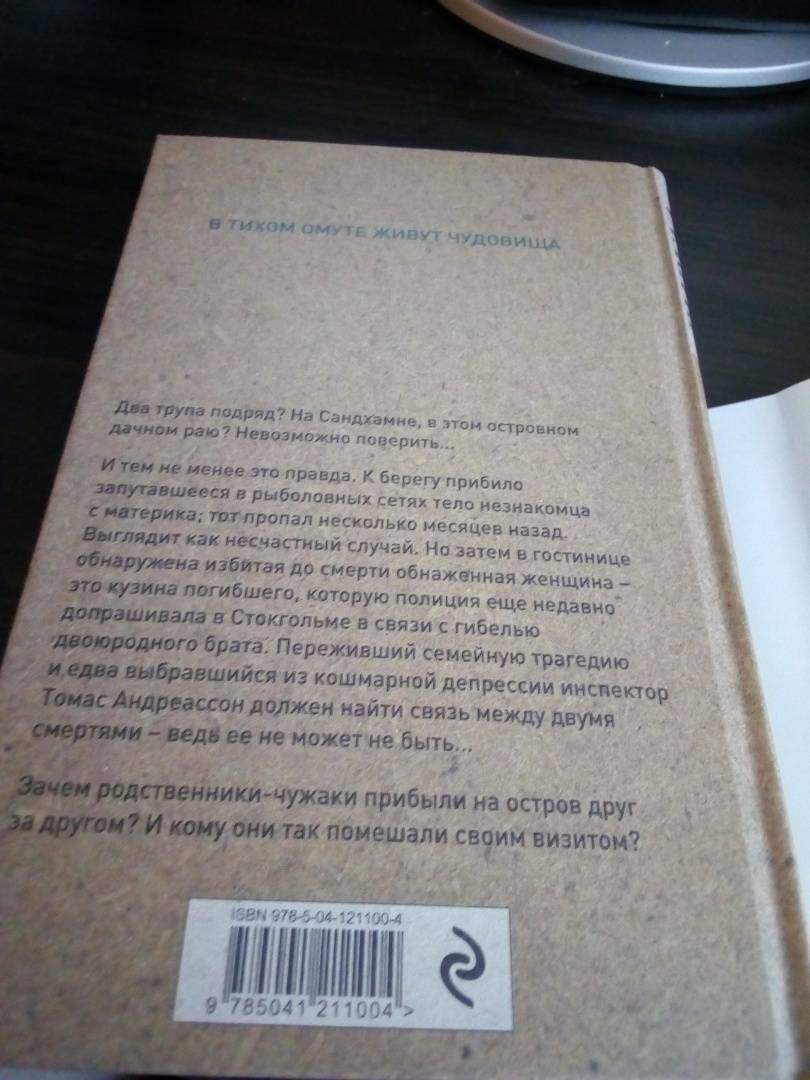 В ТИХОМ ОМУТЕ ЖИВУТ ЧУДОВИЩА
Два трупа подряд? На Сандхамне, в этом островном
дачном раю? Невозможно поверить...
И тем не менее это правда. К берегу прибило
запутавшееся в рыболовных сетях тело незнакомца
с материка; тот пропал несколько месяцев назад.
Выглядит как несчастный случай. Но затем в гостинице
обнаружена избитая до смерти обнаженная женщина –
это кузина погибшего, которую полиция еще недавно
допрашивала в Стокгольме в связи с гибелью
двоюродного брата. Переживший семейную трагедию
и едва выбравшийся из кошмарной депрессии инспектор
Томас Андреассон должен найти связь между двумя
смертями – ведь ее не может не быть...
Зачем родственники-чужаки прибыли на остров друг
за другом? И кому они так помешали своим визитом?
ISBN 978-5-04-121100-4
9 785041 211004 >